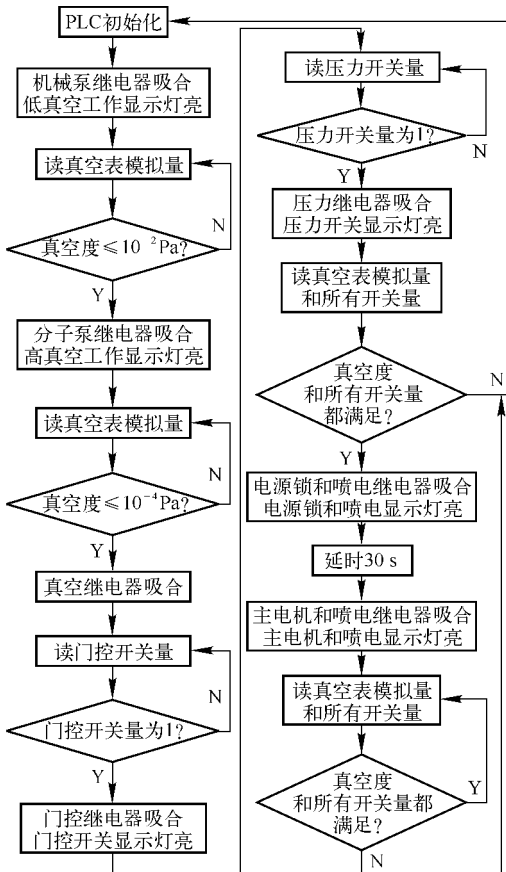 PLC初始化
机械泵继电器吸合
低真空工作显示灯亮
读真空表模拟量
N
真空度≤10 ²Pa?
Y
分子泵继电器吸合
高真空工作显示灯亮
读真空表模拟量
N
真空度≤10⁻⁴Pa?
Y
真空继电器吸合
读门控开关量
N
门控开关量为1?
Y
门控继电器吸合
门控开关显示灯亮
读压力开关量
压力开关量为1?
N
Y
压力继电器吸合
压力开关显示灯亮
读真空表模拟量
和所有开关量
真空度
和所有开关量
都满足?
N
Y
电源锁和喷电继电器吸合
电源锁和喷电显示灯亮
延时30 s
主电机和喷电继电器吸合
主电机和喷电显示灯亮
读真空表模拟量
和所有开关量
真空度
和所有开关量都
满足?
Y
N